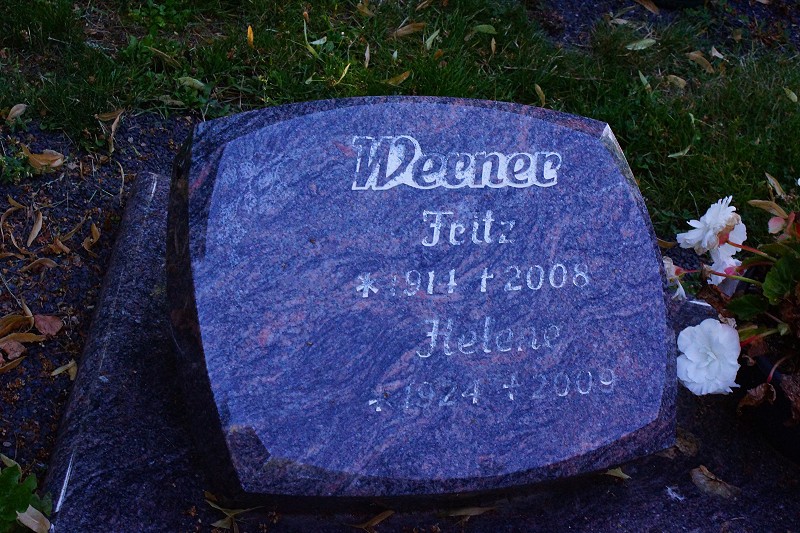 Werner
Fritz
* 1914 † 2008
Helene
* 1924 † 2009